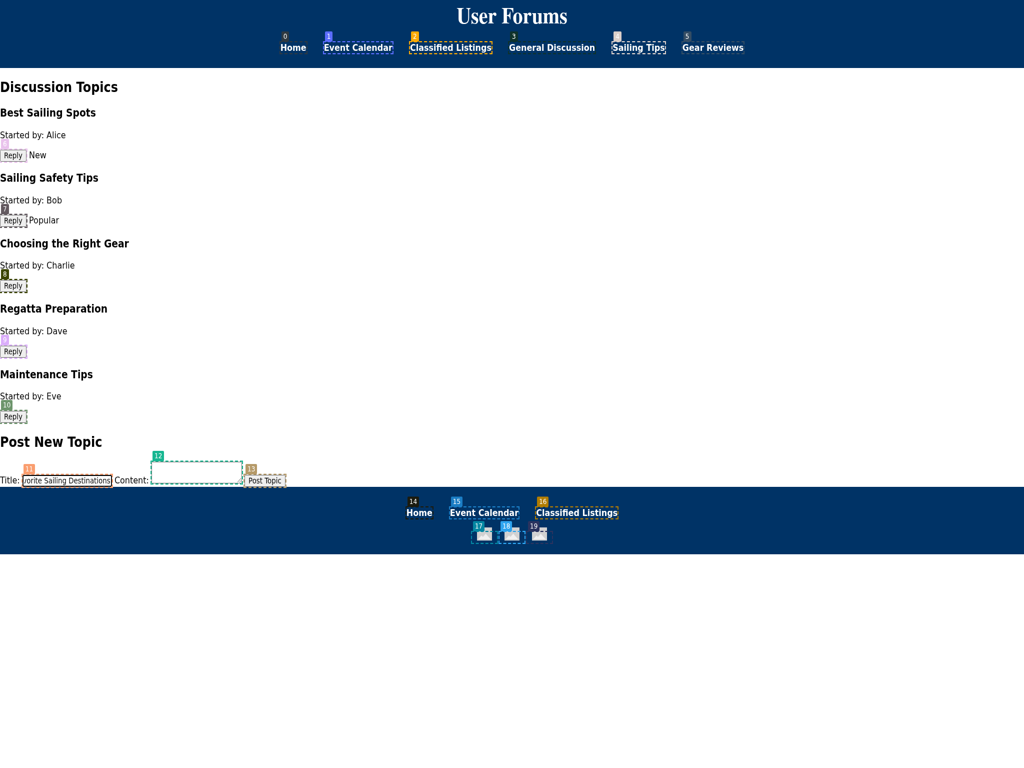 User Forums
0 1 2 3 4 5
Home Event Calendar Classified Listings General Discussion Sailing Tips Gear Reviews
Discussion Topics
Best Sailing Spots
Started by: Alice
6
Reply New
Sailing Safety Tips
Started by: Bob
7
Reply Popular
Choosing the Right Gear
Started by: Charlie
8
Reply
Regatta Preparation
Started by: Dave
9
Reply
Maintenance Tips
Started by: Eve
10
Reply
Post New Topic
11 12 13
Title: orite Sailing Destinations Content: Post Topic
14 15 16
Home Event Calendar Classified Listings
17 18 19